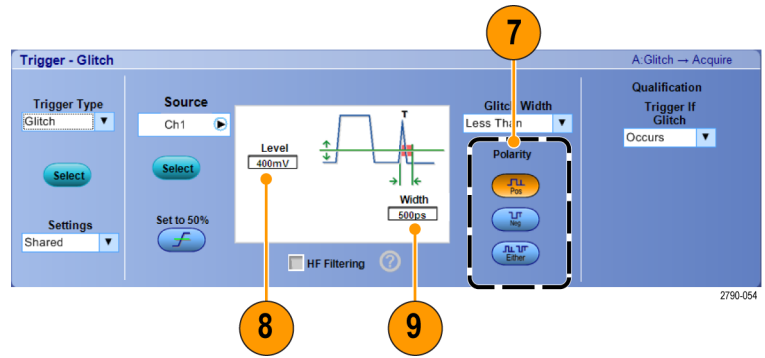 7
Trigger - Glitch
A:Glitch → Acquire
Trigger Type
Glitch
Select
Settings
Shared
Source
Ch1
Select
Set to 50%
Level
400mV
T
Width
500ps
HF Filtering
?
Glitch Width
Less Than
Polarity
Pos
Neg
Either
Qualification
Trigger If
Glitch
Occurs
2790-054
8
9